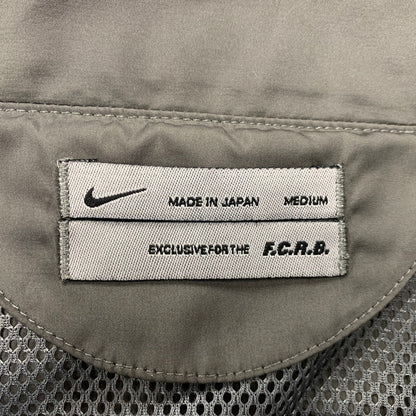 MADE IN JAPAN MEDIUM
EXCLUSIVE FOR THE F.C.R.B.